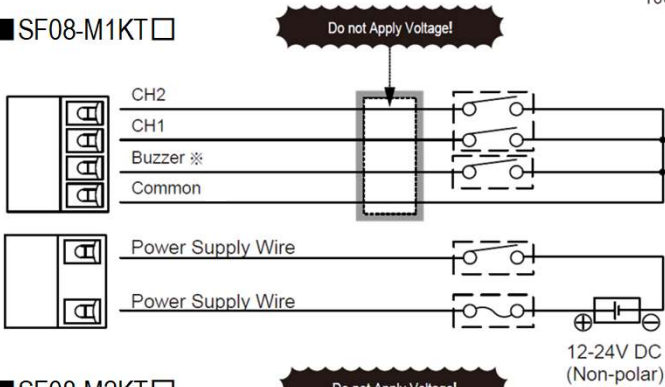 ■SF08-M1KT□
Do not Apply Voltage!
CH2
CH1
Buzzer ※
Common
Power Supply Wire
Power Supply Wire
⊕ ⊖
12-24V DC
(Non-polar)